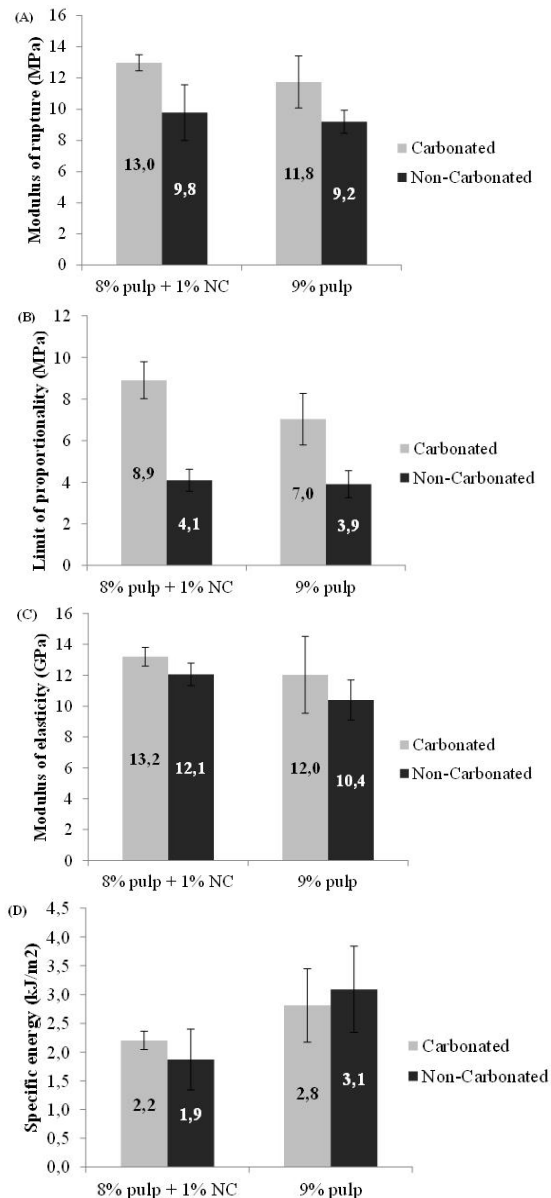 (A)
Modulus of rupture (MPa)
16
14
12
10
8
6
4
2
0
13,0
9,8
11,8
9,2
Carbonated
Non-Carbonated
8% pulp + 1% NC
9% pulp
(B)
Limit of proportionality (MPa)
12
10
8
6
4
2
0
8,9
4,1
7,0
3,9
Carbonated
Non-Carbonated
8% pulp + 1% NC
9% pulp
(C)
Modulus of elasticity (GPa)
16
14
12
10
8
6
4
2
0
13,2
12,1
12,0
10,4
Carbonated
Non-Carbonated
8% pulp + 1% NC
9% pulp
(D)
Specific energy (kJ/m2)
4,5
4,0
3,5
3,0
2,5
2,0
1,5
1,0
0,5
0,0
2,2
1,9
2,8
3,1
Carbonated
Non-Carbonated
8% pulp + 1% NC
9% pulp